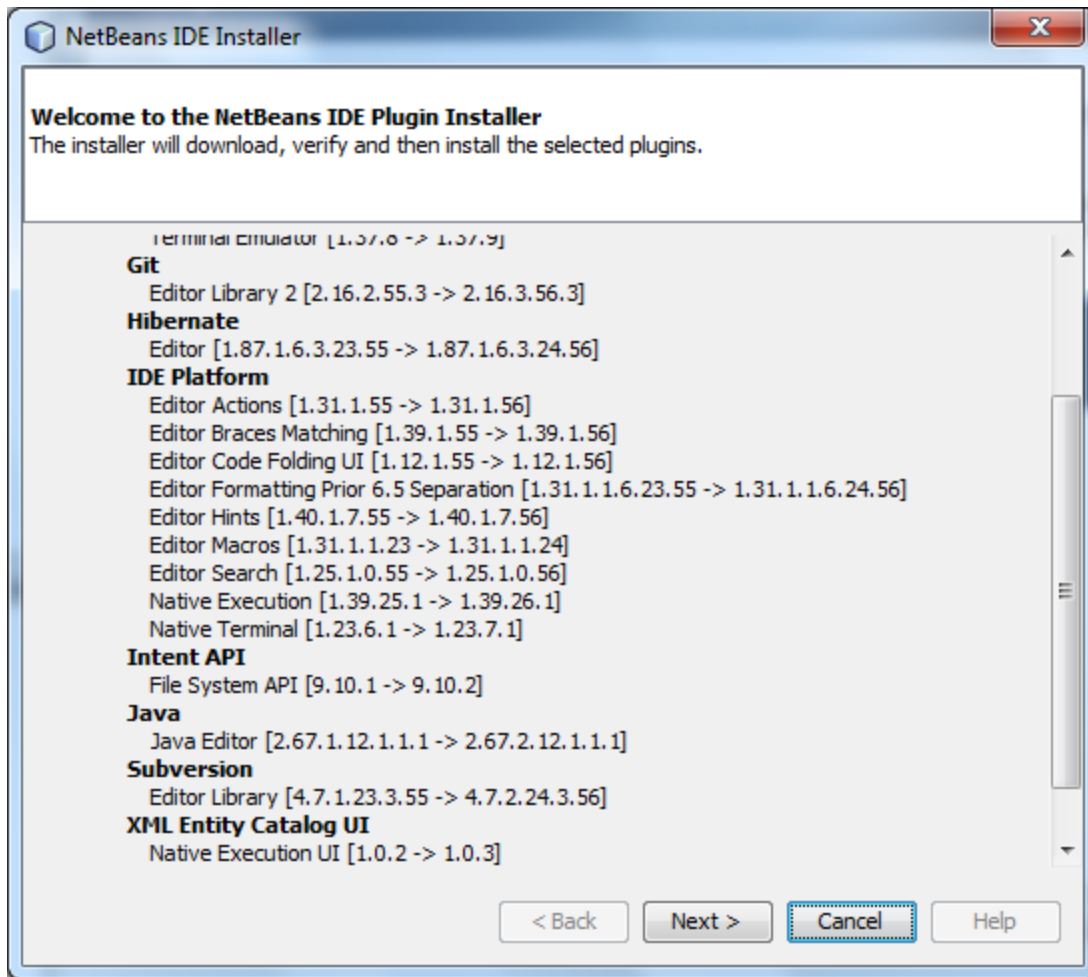 NetBeans IDE Installer
Welcome to the NetBeans IDE Plugin Installer
The installer will download, verify and then install the selected plugins.
Terminal Emulator [1.37.8 -> 1.37.9]
Git
Editor Library 2 [2.16.2.55.3 -> 2.16.3.56.3]
Hibernate
Editor [1.87.1.6.3.23.55 -> 1.87.1.6.3.24.56]
IDE Platform
Editor Actions [1.31.1.55 -> 1.31.1.56]
Editor Braces Matching [1.39.1.55 -> 1.39.1.56]
Editor Code Folding UI [1.12.1.55 -> 1.12.1.56]
Editor Formatting Prior 6.5 Separation [1.31.1.1.6.23.55 -> 1.31.1.1.6.24.56]
Editor Hints [1.40.1.7.55 -> 1.40.1.7.56]
Editor Macros [1.31.1.1.23 -> 1.31.1.1.24]
Editor Search [1.25.1.0.55 -> 1.25.1.0.56]
Native Execution [1.39.25.1 -> 1.39.26.1]
Native Terminal [1.23.6.1 -> 1.23.7.1]
Intent API
File System API [9.10.1 -> 9.10.2]
Java
Java Editor [2.67.1.12.1.1.1 -> 2.67.2.12.1.1.1]
Subversion
Editor Library [4.7.1.23.3.55 -> 4.7.2.24.3.56]
XML Entity Catalog UI
Native Execution UI [1.0.2 -> 1.0.3]
< Back Next > Cancel Help